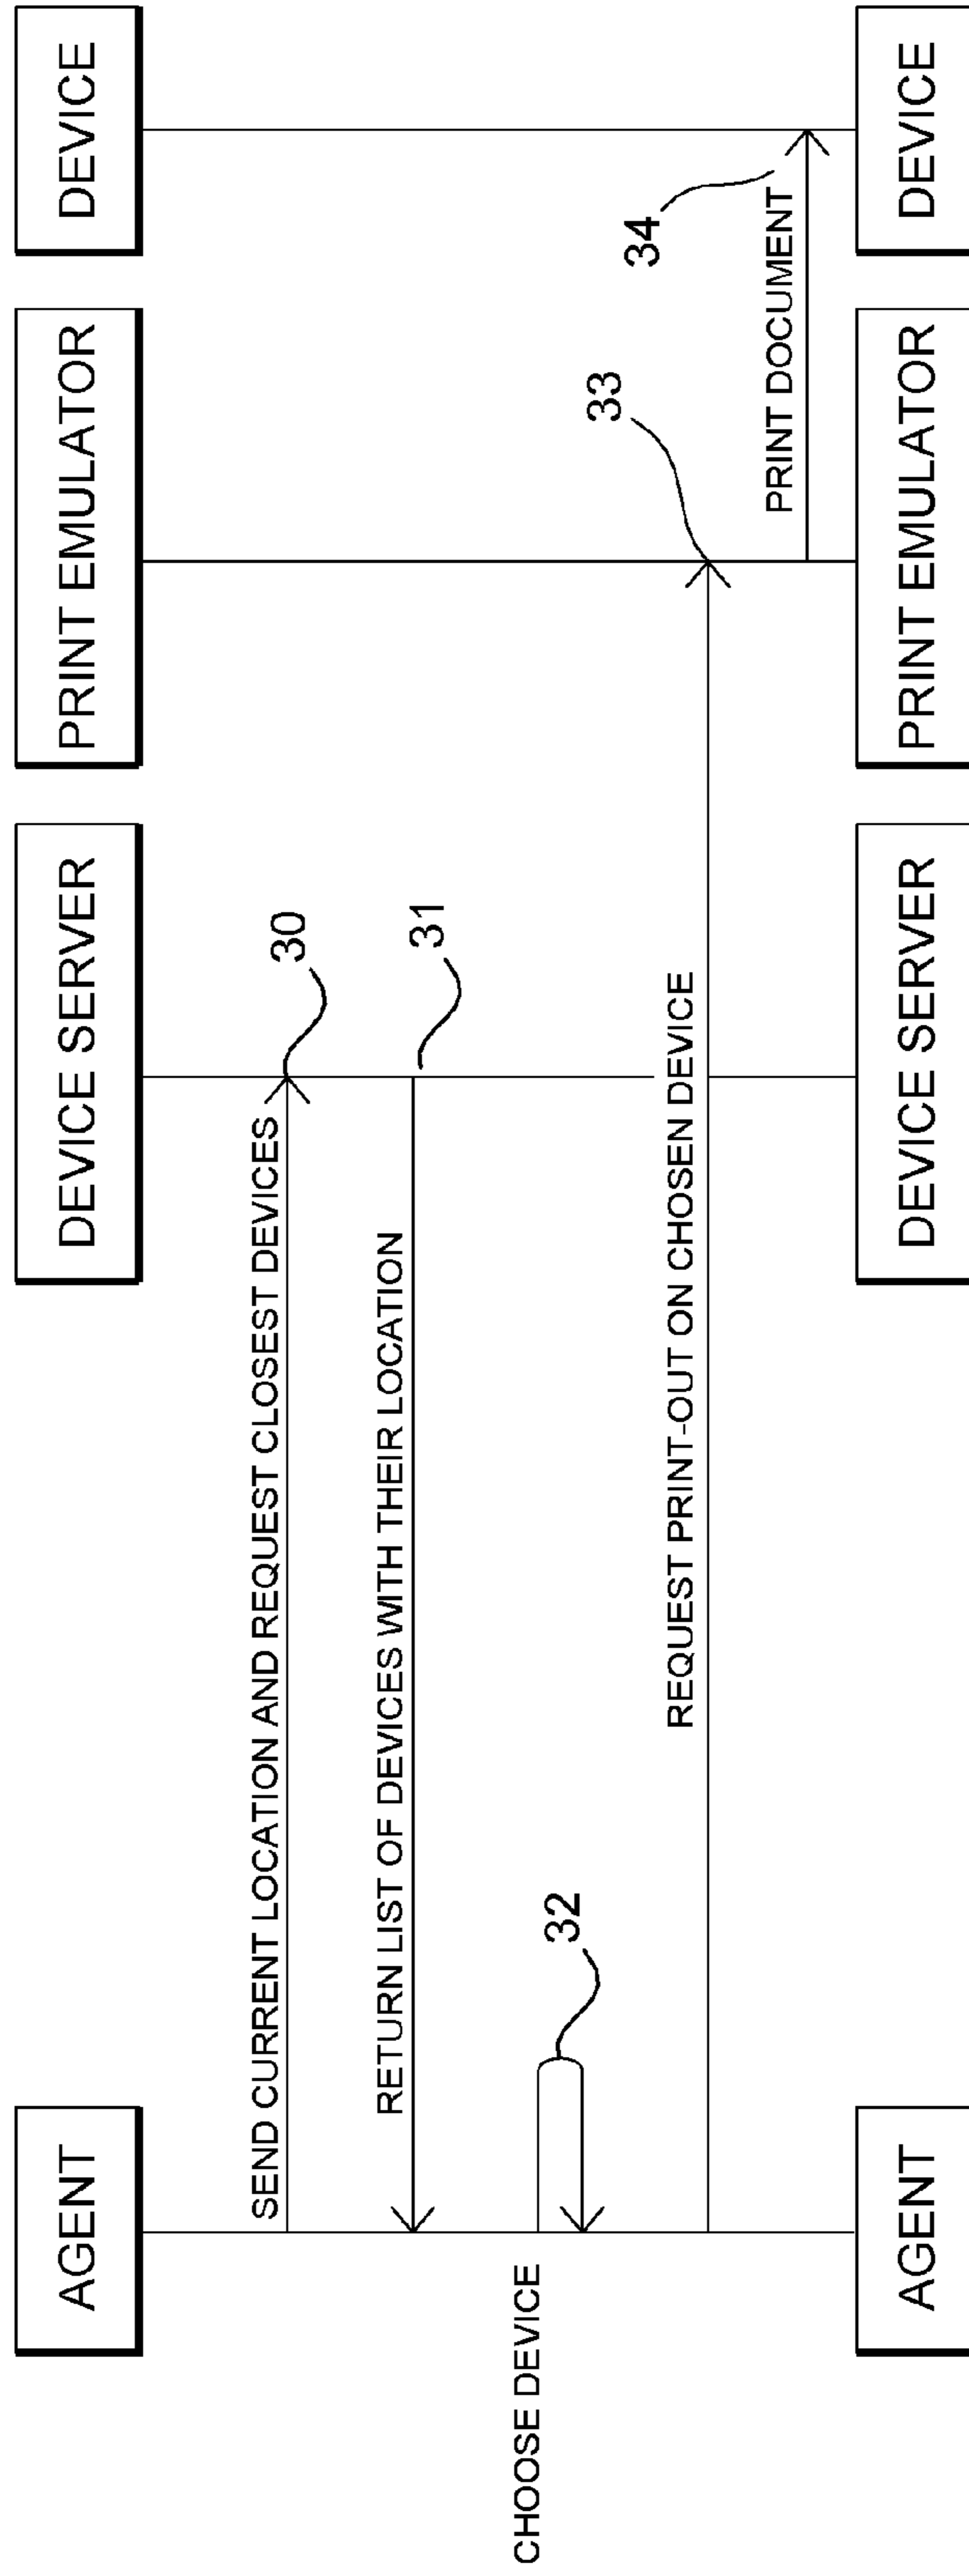 AGENT
DEVICE SERVER
PRINT EMULATOR
DEVICE
SEND CURRENT LOCATION AND REQUEST CLOSEST DEVICES
30
RETURN LIST OF DEVICES WITH THEIR LOCATION
31
CHOOSE DEVICE
32
REQUEST PRINT-OUT ON CHOSEN DEVICE
33
PRINT DOCUMENT
34
AGENT
DEVICE SERVER
PRINT EMULATOR
DEVICE